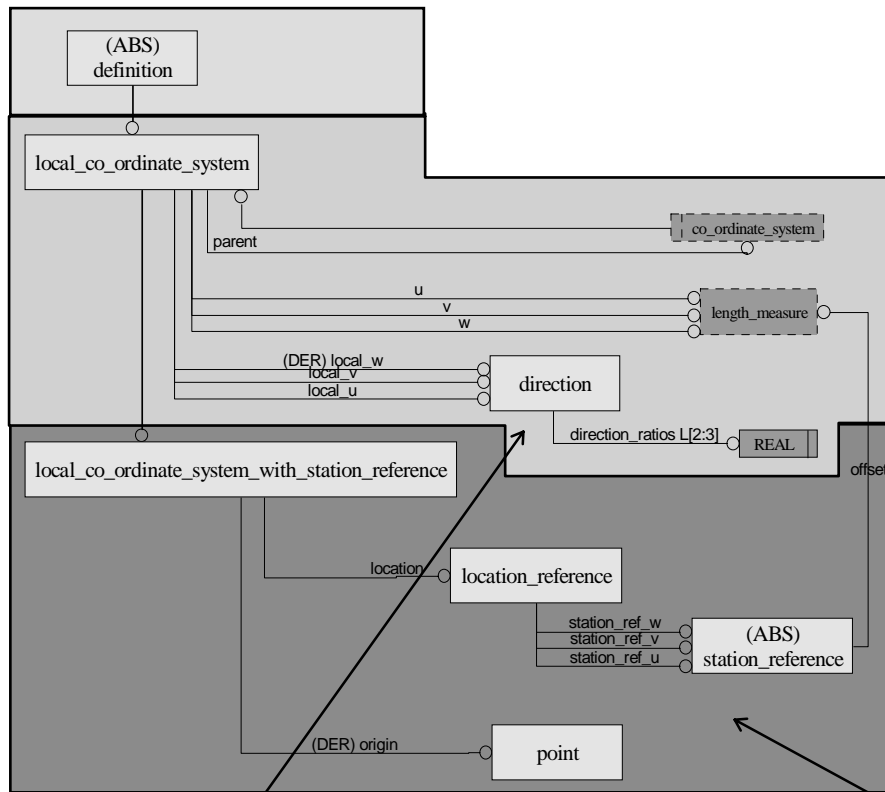 (ABS)
definition
local_co_ordinate_system
co_ordinate_system
parent
u
length_measure
v
w
(DER) local_w
local_v
direction
local_u
direction_ratios L[2:3]
REAL
local_co_ordinate_system_with_station_reference
offset
location
location_reference
station_ref_w
(ABS)
station_ref_v
station_reference
station_ref_u
(DER) origin
point